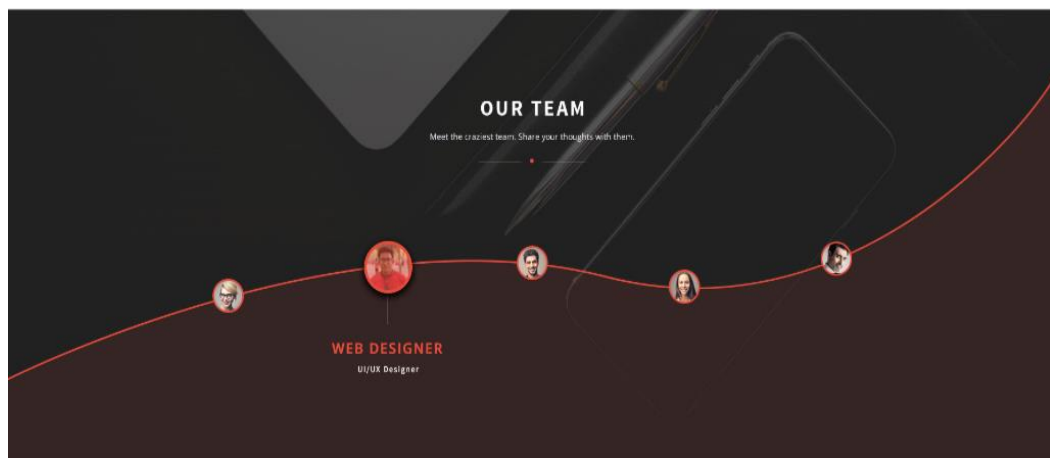 OUR TEAM
Meet the craziest team. Share your thoughts with them.
WEB DESIGNER
UI/UX Designer